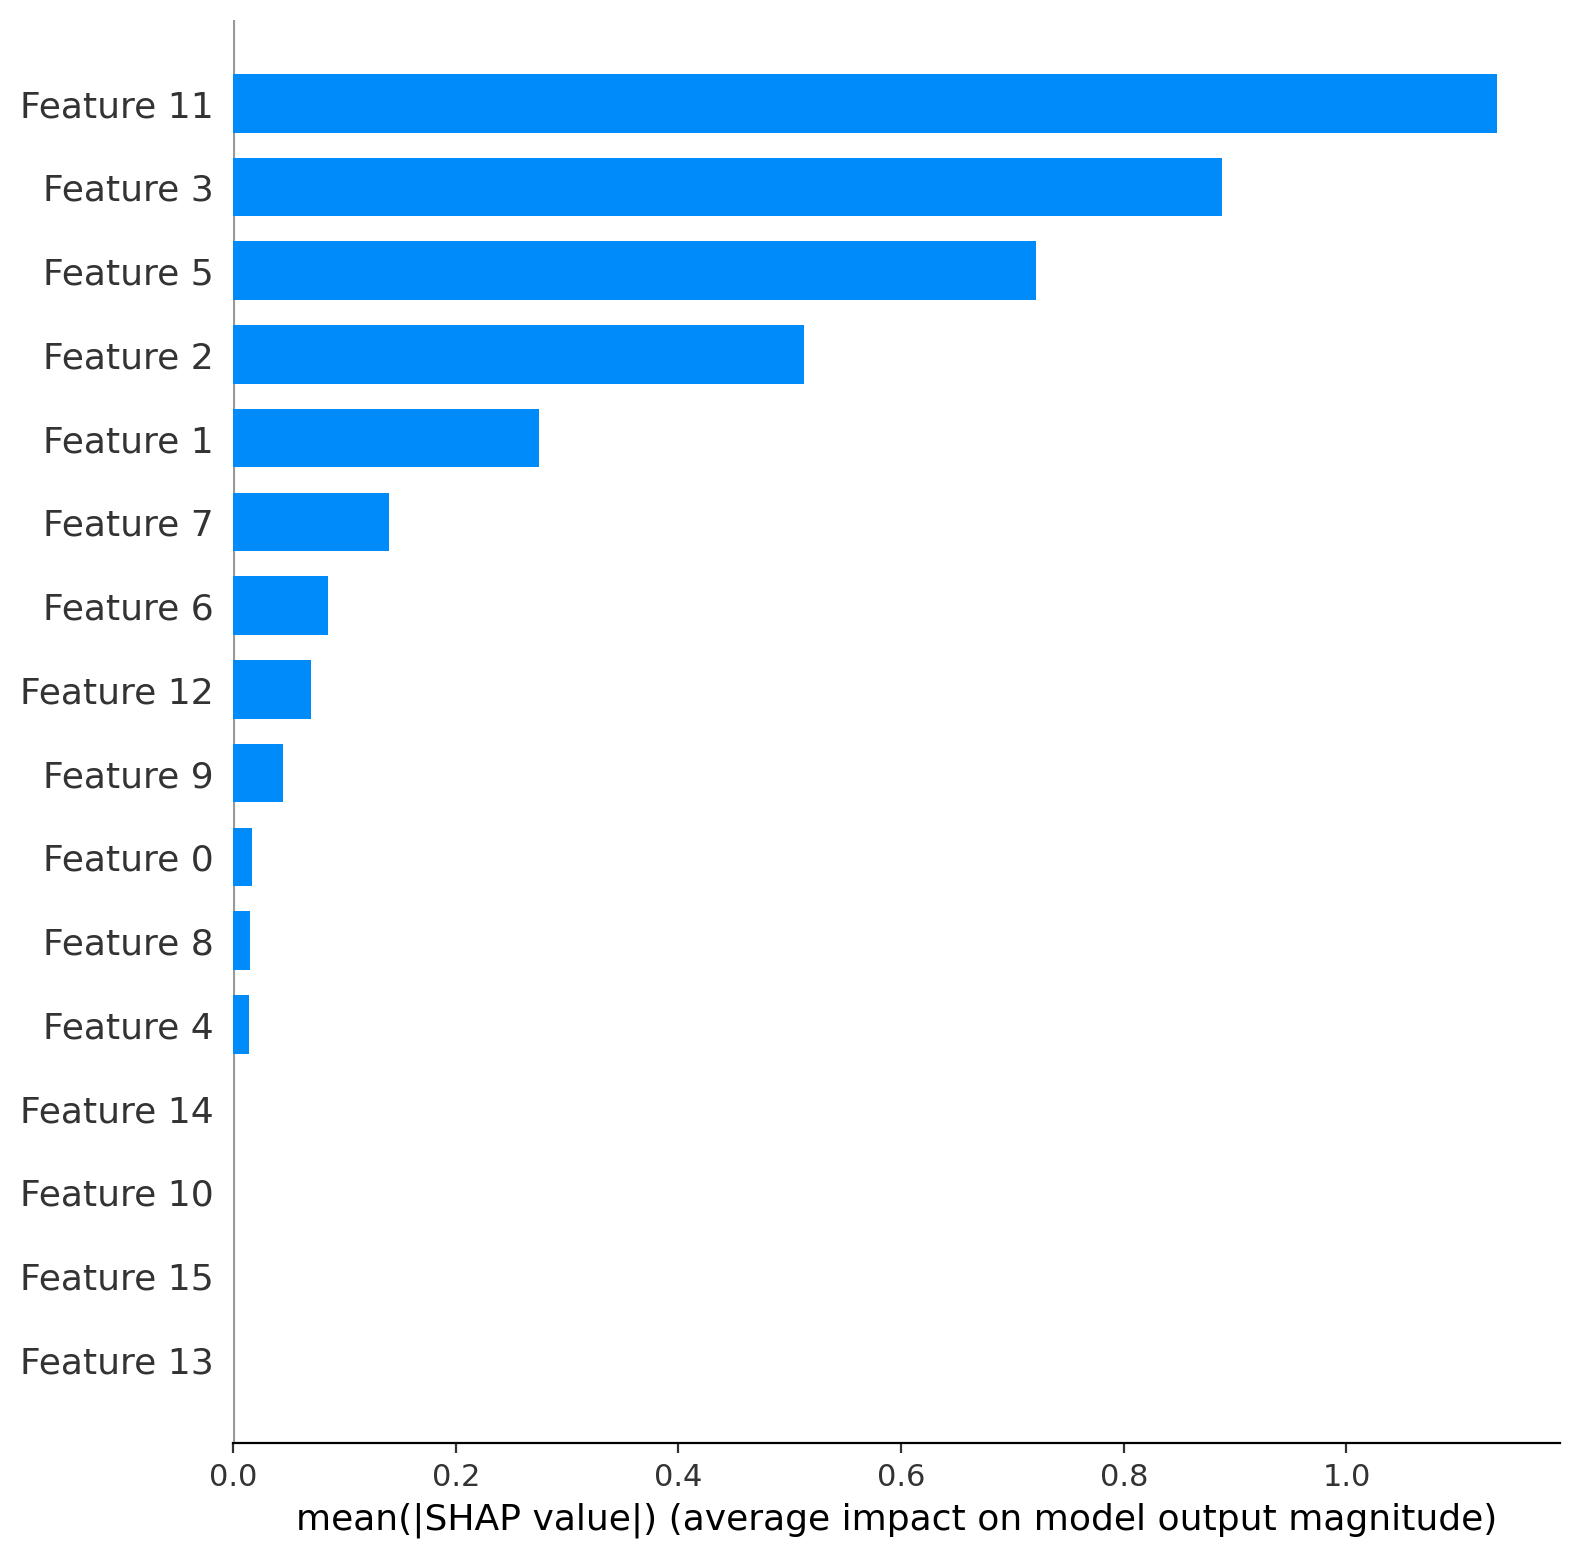 Feature 11
Feature 3
Feature 5
Feature 2
Feature 1
Feature 7
Feature 6
Feature 12
Feature 9
Feature 0
Feature 8
Feature 4
Feature 14
Feature 10
Feature 15
Feature 13
0.0 0.2 0.4 0.6 0.8 1.0
mean(|SHAP value|) (average impact on model output magnitude)